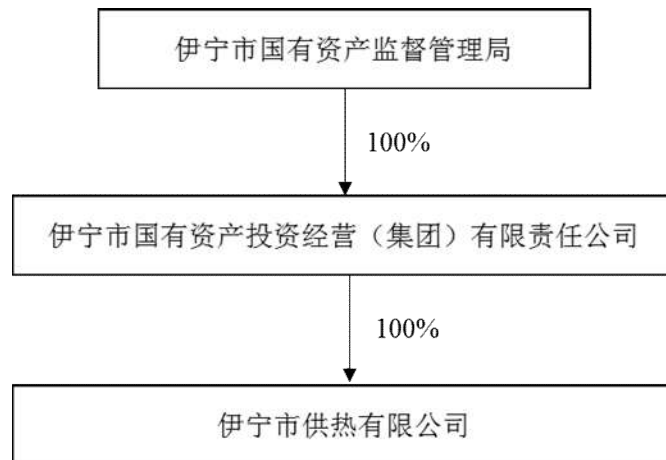 伊宁市国有资产监督管理局
100%
伊宁市国有资产投资经营（集团）有限责任公司
100%
伊宁市供热有限公司